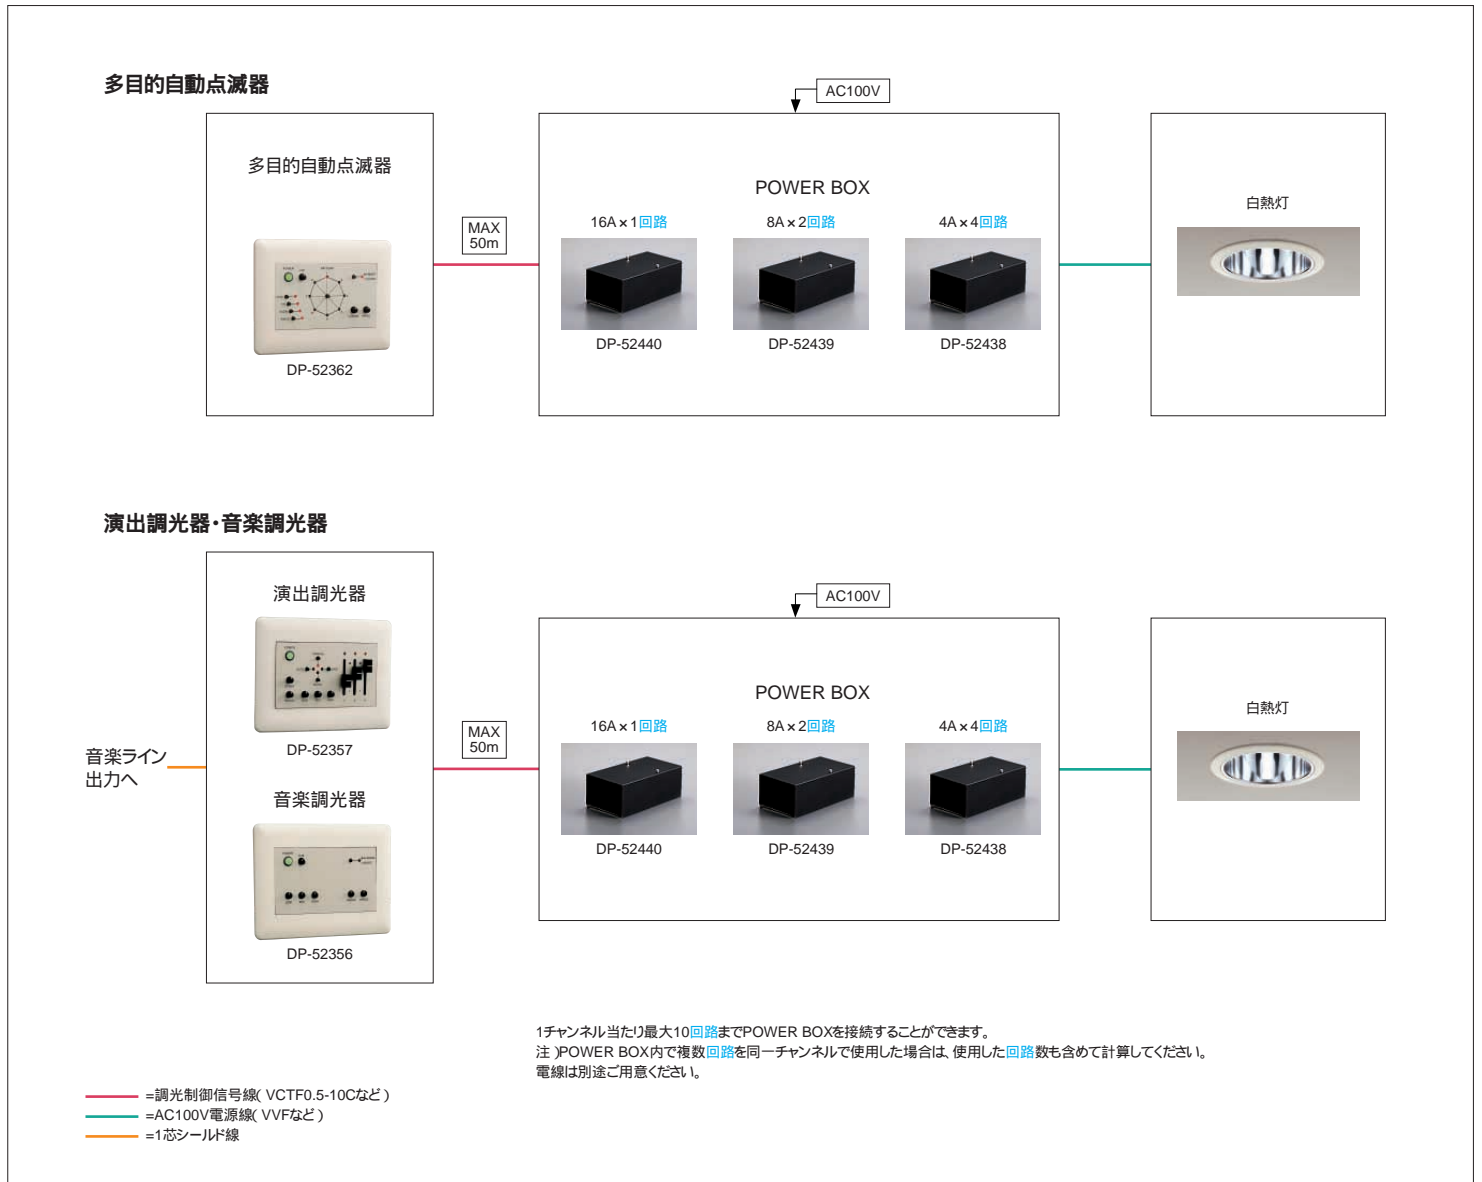 多目的自動点滅器
AC100V
多目的自動点滅器
POWER BOX
白熱灯
MAX
50m
16A×1回路
8A×2回路
4A×4回路
DP-52362
DP-52440
DP-52439
DP-52438
演出調光器・音楽調光器
演出調光器
AC100V
POWER BOX
白熱灯
MAX
50m
16A×1回路
8A×2回路
4A×4回路
DP-52357
音楽ライン
出力へ
音楽調光器
DP-52440
DP-52439
DP-52438
DP-52356
1チャンネル当たり最大10回路までPOWER BOXを接続することができます。
注 )POWER BOX内で複数回路を同一チャンネルで使用した場合は、使用した回路数も含めて計算してください。
電線は別途ご用意ください。
=調光制御信号線( VCTF0.5-10Cなど )
=AC100V電源線( VVFなど )
=1芯シールド線